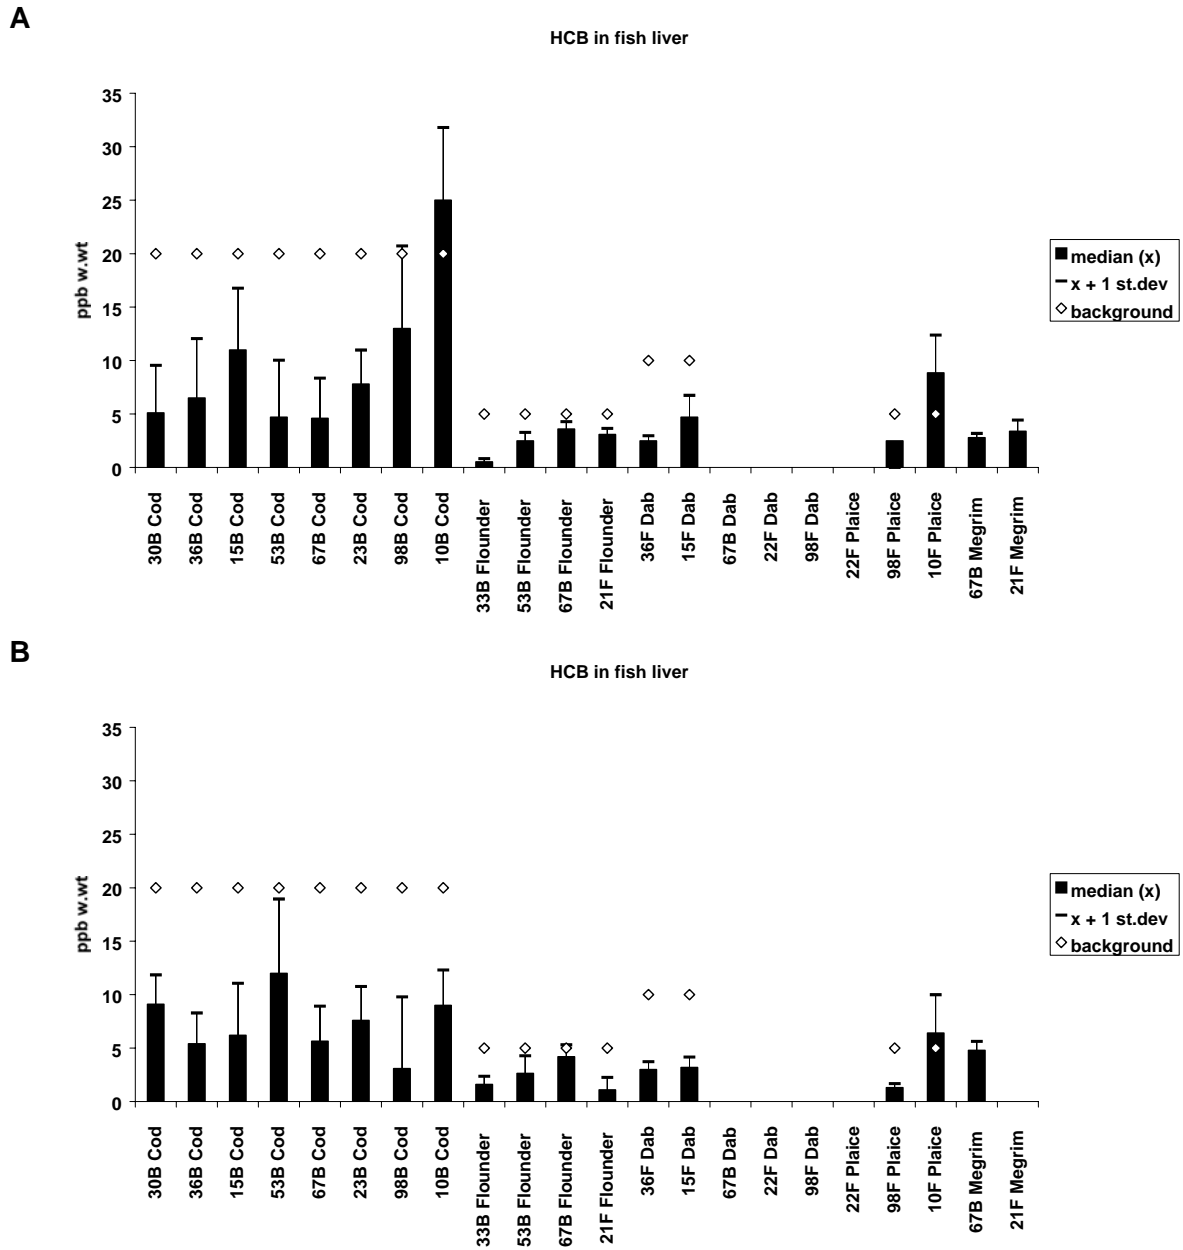 A
HCB in fish liver
35
30
25
20
15
10
5
0
ppb w.wt
median (x)
x + 1 st.dev
background
30B Cod
36B Cod
15B Cod
53B Cod
67B Cod
23B Cod
98B Cod
10B Cod
33B Flounder
53B Flounder
67B Flounder
21F Flounder
36F Dab
15F Dab
67B Dab
22F Dab
98F Dab
22F Plaice
98F Plaice
10F Plaice
67B Megrim
21F Megrim
B
HCB in fish liver
35
30
25
20
15
10
5
0
ppb w.wt
median (x)
x + 1 st.dev
background
30B Cod
36B Cod
15B Cod
53B Cod
67B Cod
23B Cod
98B Cod
10B Cod
33B Flounder
53B Flounder
67B Flounder
21F Flounder
36F Dab
15F Dab
67B Dab
22F Dab
98F Dab
22F Plaice
98F Plaice
10F Plaice
67B Megrim
21F Megrim